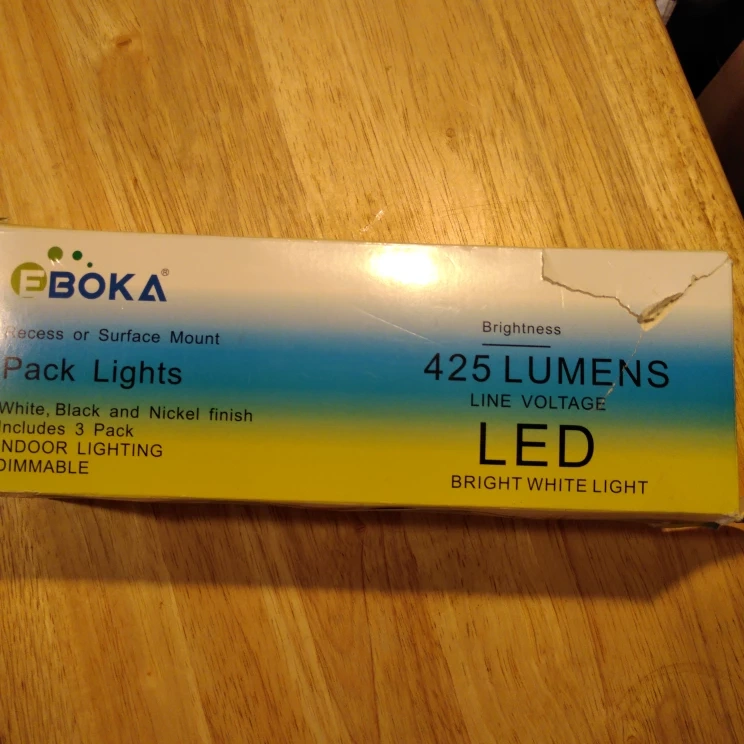 EBOKA®
Recess or Surface Mount
Pack Lights
White, Black and Nickel finish
Includes 3 Pack
INDOOR LIGHTING
DIMMABLE
Brightness
425 LUMENS
LINE VOLTAGE
LED
BRIGHT WHITE LIGHT